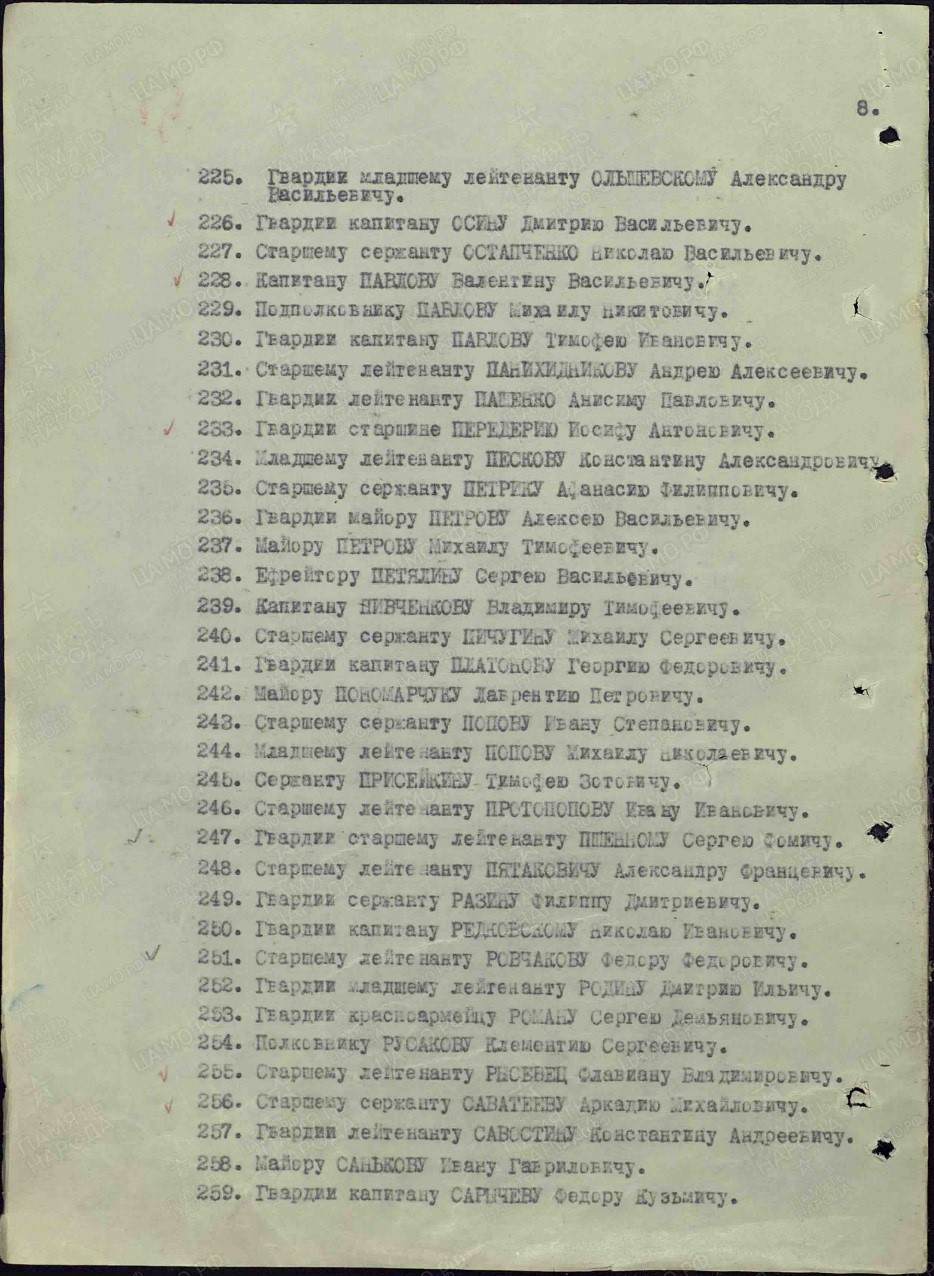 8.
225. Гвардии младшему лейтенанту ОЛЬШЕВСКОМУ Александру
Васильевичу.
226. Гвардии капитану ОСИНУ Дмитрию Васильевичу.
227. Старшему сержанту ОСТАПЧЕНКО Николаю Васильевичу.
228. Капитану ПАВЛОВУ Валентину Васильевичу.
229. Подполковнику ПАВЛОВУ Михаилу Никитовичу.
230. Гвардии капитану ПАВЛОВУ Тимофею Ивановичу.
231. Старшему лейтенанту ПАНИХИДНИКОВУ Андрею Алексеевичу.
232. Гвардии лейтенанту ПАЩЕНКО Анисиму Павловичу.
233. Гвардии старшине ПЕРЕДЕРИЮ Иосифу Антоновичу.
234. Младшему лейтенанту ПЕСКОВУ Константину Александровичу
235. Старшему сержанту ПЕТРИКУ Афанасию Филипповичу.
236. Гвардии майору ПЕТРОВУ Алексею Васильевичу.
237. Майору ПЕТРОВУ Михаилу Тимофеевичу.
238. Ефрейтору ПЕТЯЛИНУ Сергею Васильевичу.
239. Капитану ПИВЧЕНКОВУ Владимиру Тимофеевичу.
240. Старшему сержанту ПИЧУГИНУ Михаилу Сергеевичу.
241. Гвардии капитану ПЛАТОНОВУ Георгию Федоровичу.
242. Майору ПОНОМАРЧУКУ Лаврентию Петровичу.
243. Старшему сержанту ПОПОВУ Ивану Степановичу.
244. Младшему лейтенанту ПОПОВУ Михаилу Николаевичу.
245. Сержанту ПРИСЕЙКИНУ Тимофею Зотовичу.
246. Старшему лейтенанту ПРОТОПОПОВУ Ивану Ивановичу.
247. Гвардии старшему лейтенанту ПШЕННОМУ Сергею Фомичу.
248. Старшему лейтенанту ПЯТАКОВИЧУ Александру Францевичу.
249. Гвардии сержанту РАЗИНУ Филиппу Дмитриевичу.
250. Гвардии капитану РЕДКОВСКОМУ Николаю Ивановичу.
251. Старшему лейтенанту РОВЧАКОВУ Федору Федоровичу.
252. Гвардии младшему лейтенанту РОДИНУ Дмитрию Ильичу.
253. Гвардии красноармейцу РОМАНУ Сергею Демьяновичу.
254. Полковнику РУСАКОВУ Клементию Сергеевичу.
255. Старшему лейтенанту РЫСЕВЕЦ Флавиану Владимировичу.
256. Старшему сержанту САВАТЕЕВУ Аркадию Михайловичу.
257. Гвардии лейтенанту САВОСТИНУ Константину Андреевичу.
258. Майору САНЬКОВУ Ивану Гавриловичу.
259. Гвардии капитану САРЫЧЕВУ Федору Кузьмичу.